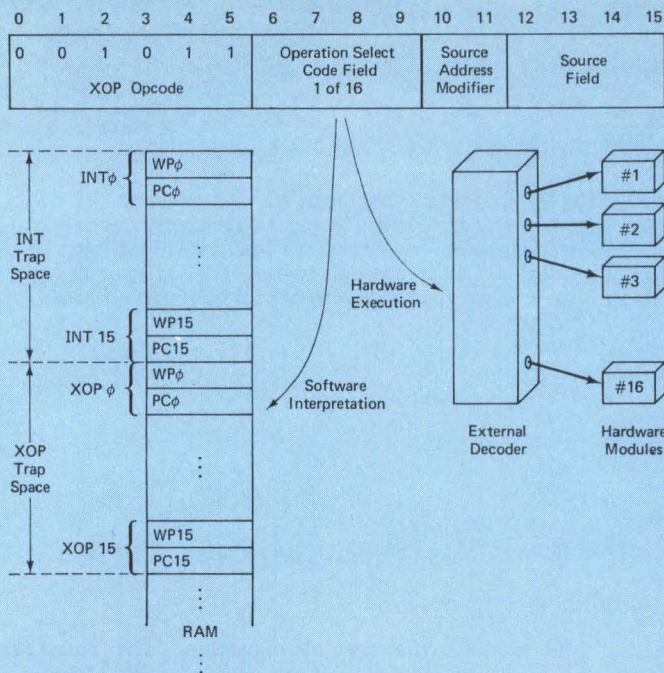 0 1 2 3 4 5 6 7 8 9 10 11 12 13 14 15
0 0 1 0 1 1
XOP Opcode
Operation Select
Code Field
1 of 16
Source
Address
Modifier
Source
Field
INTϕ
WPϕ
PCϕ
⋮
INT
Trap
Space
INT 15
WP15
PC15
XOP ϕ
WPϕ
PCϕ
⋮
XOP
Trap
Space
XOP 15
WP15
PC15
⋮
RAM
⋮
Hardware
Execution
Software
Interpretation
#1
#2
#3
#16
External
Decoder
Hardware
Modules